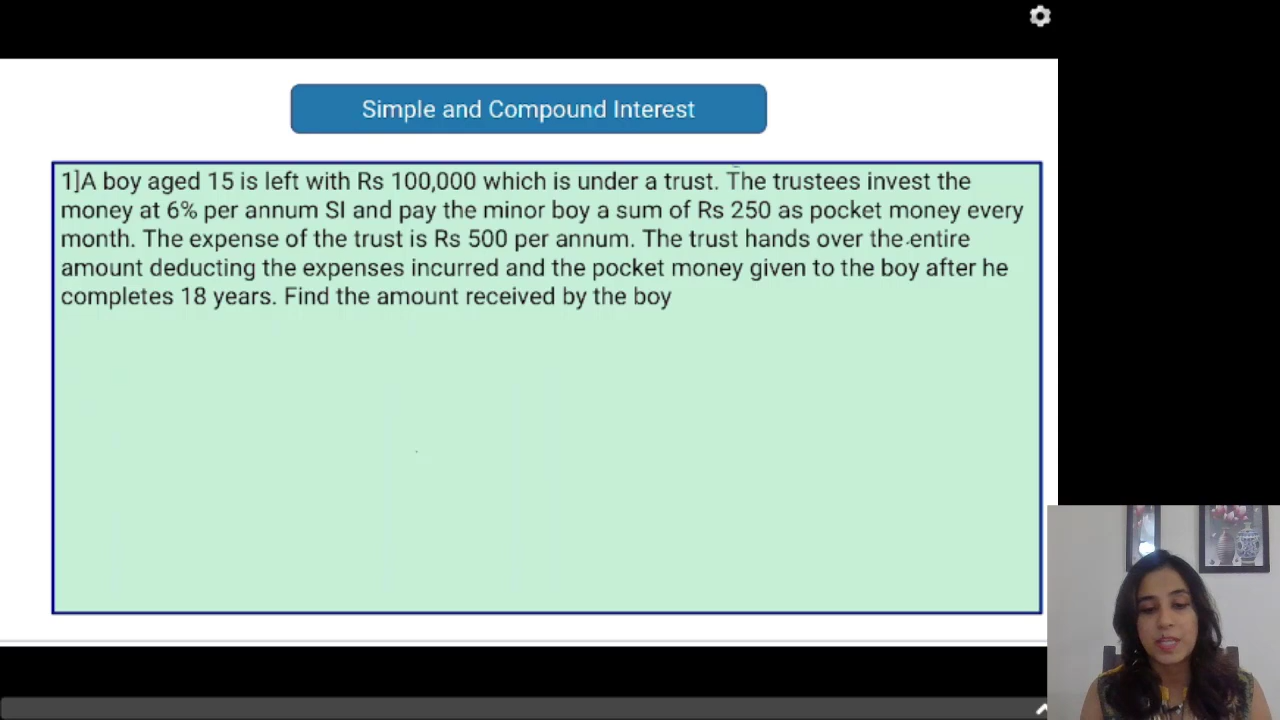 Simple and Compound Interest
1]A boy aged 15 is left with Rs 100,000 which is under a trust. The trustees invest the
money at 6% per annum SI and pay the minor boy a sum of Rs 250 as pocket money every
month. The expense of the trust is Rs 500 per annum. The trust hands over the entire
amount deducting the expenses incurred and the pocket money given to the boy after he
completes 18 years. Find the amount received by the boy